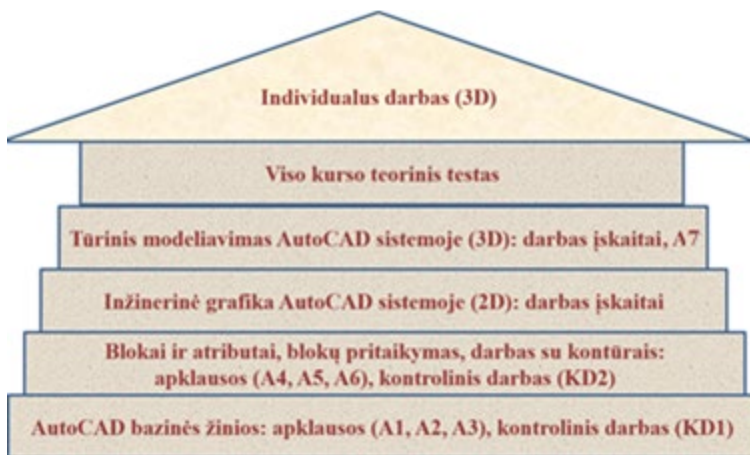 Individualus darbas (3D)
Viso kurso teorinis testas
Tūrinis modeliavimas AutoCAD sistemoje (3D): darbas įskaitai, A7
Inžinerinė grafika AutoCAD sistemoje (2D): darbas įskaitai
Blokai ir atributai, blokų pritaikymas, darbas su kontūrais:
apklausos (A4, A5, A6), kontrolinis darbas (KD2)
AutoCAD bazinės žinios: apklausos (A1, A2, A3), kontrolinis darbas (KD1)